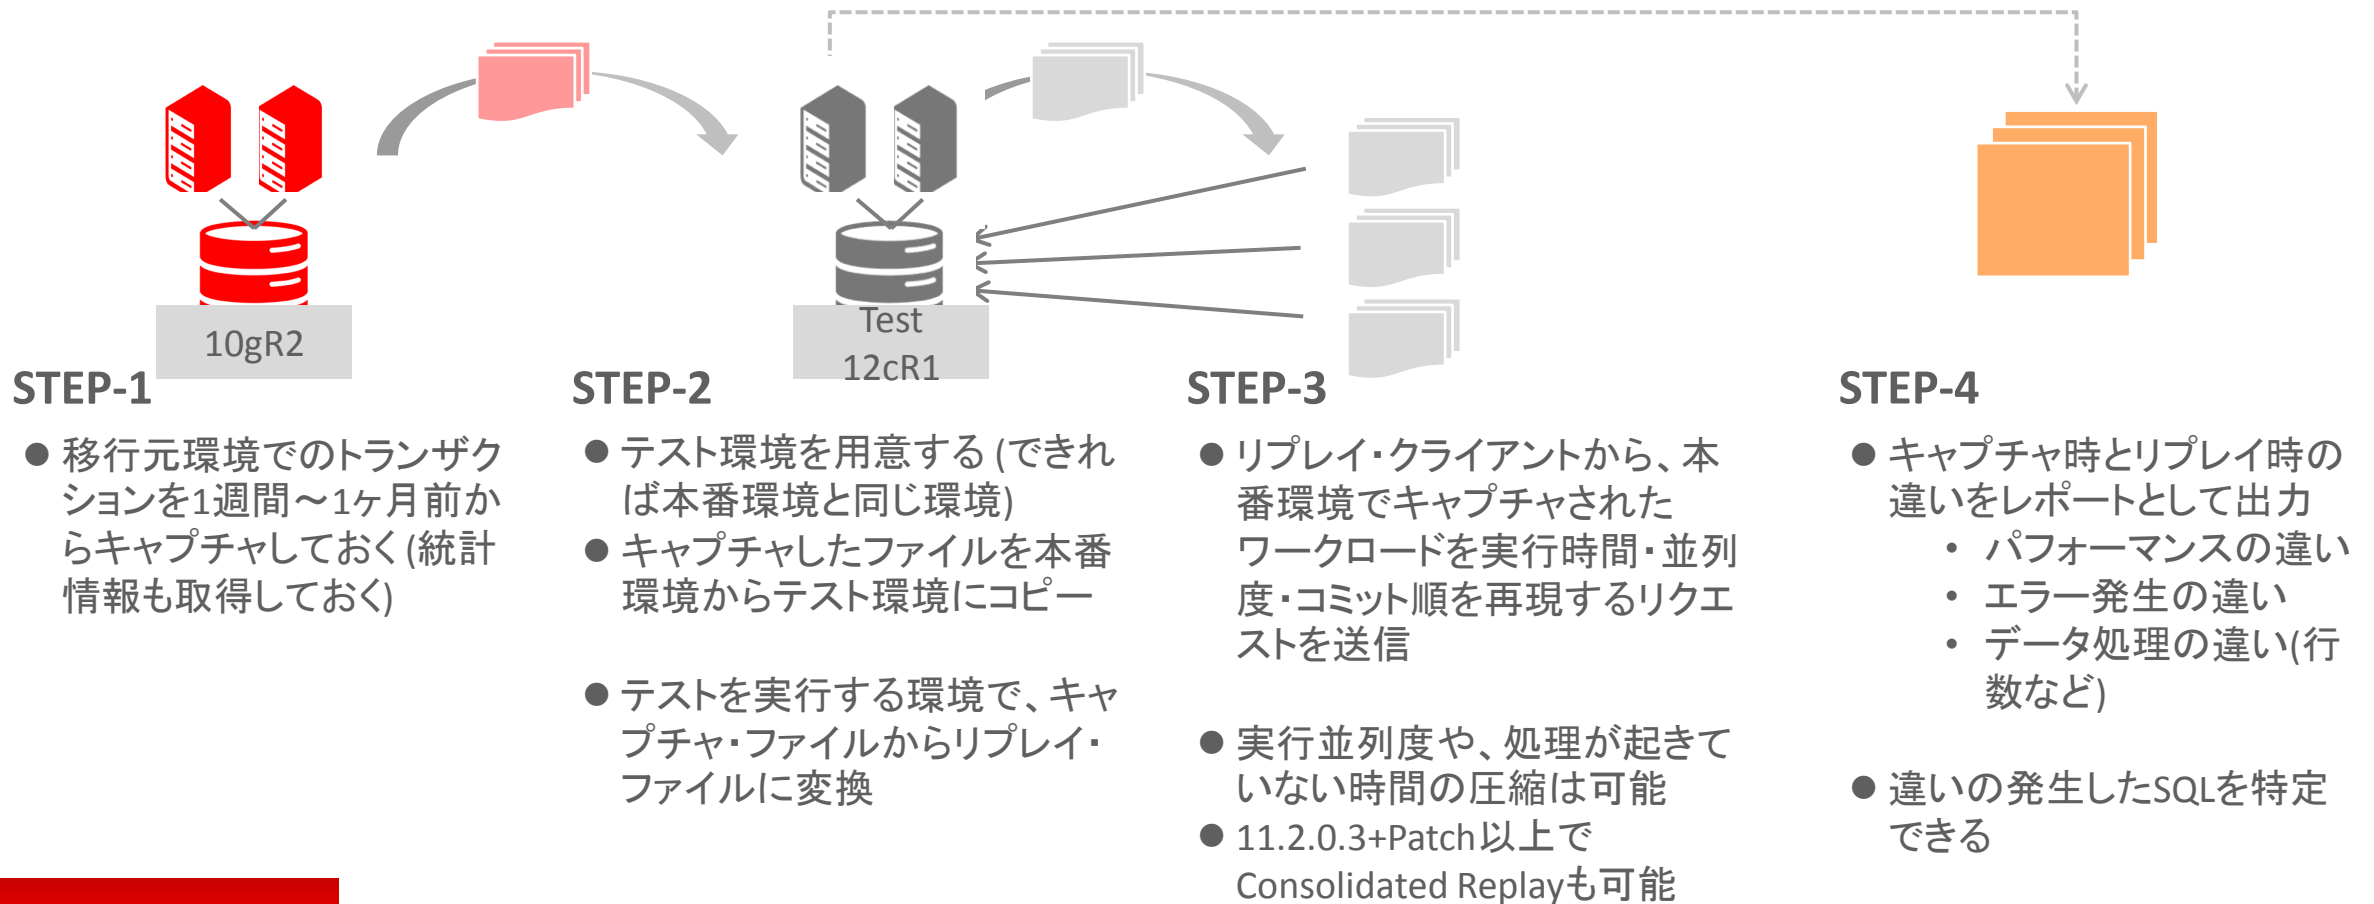 10gR2
Test
12cR1
STEP-1
● 移行元環境でのトランザク
ションを1週間～1ヶ月前か
らキャプチャしておく(統計
情報も取得しておく)
STEP-2
● テスト環境を用意する (できれ
ば本番環境と同じ環境)
● キャプチャしたファイルを本番
環境からテスト環境にコピー
● テストを実行する環境で、キャ
プチャ・ファイルからリプレイ・
ファイルに変換
STEP-3
● リプレイ・クライアントから、本
番環境でキャプチャされた
ワークロードを実行時間・並列
度・コミット順を再現するリクエ
ストを送信
● 実行並列度や、処理が起きて
いない時間の圧縮は可能
● 11.2.0.3+Patch以上で
Consolidated Replayも可能
STEP-4
● キャプチャ時とリプレイ時の
違いをレポートとして出力
• パフォーマンスの違い
• エラー発生の違い
• データ処理の違い(行
数など)
● 違いの発生したSQLを特定
できる